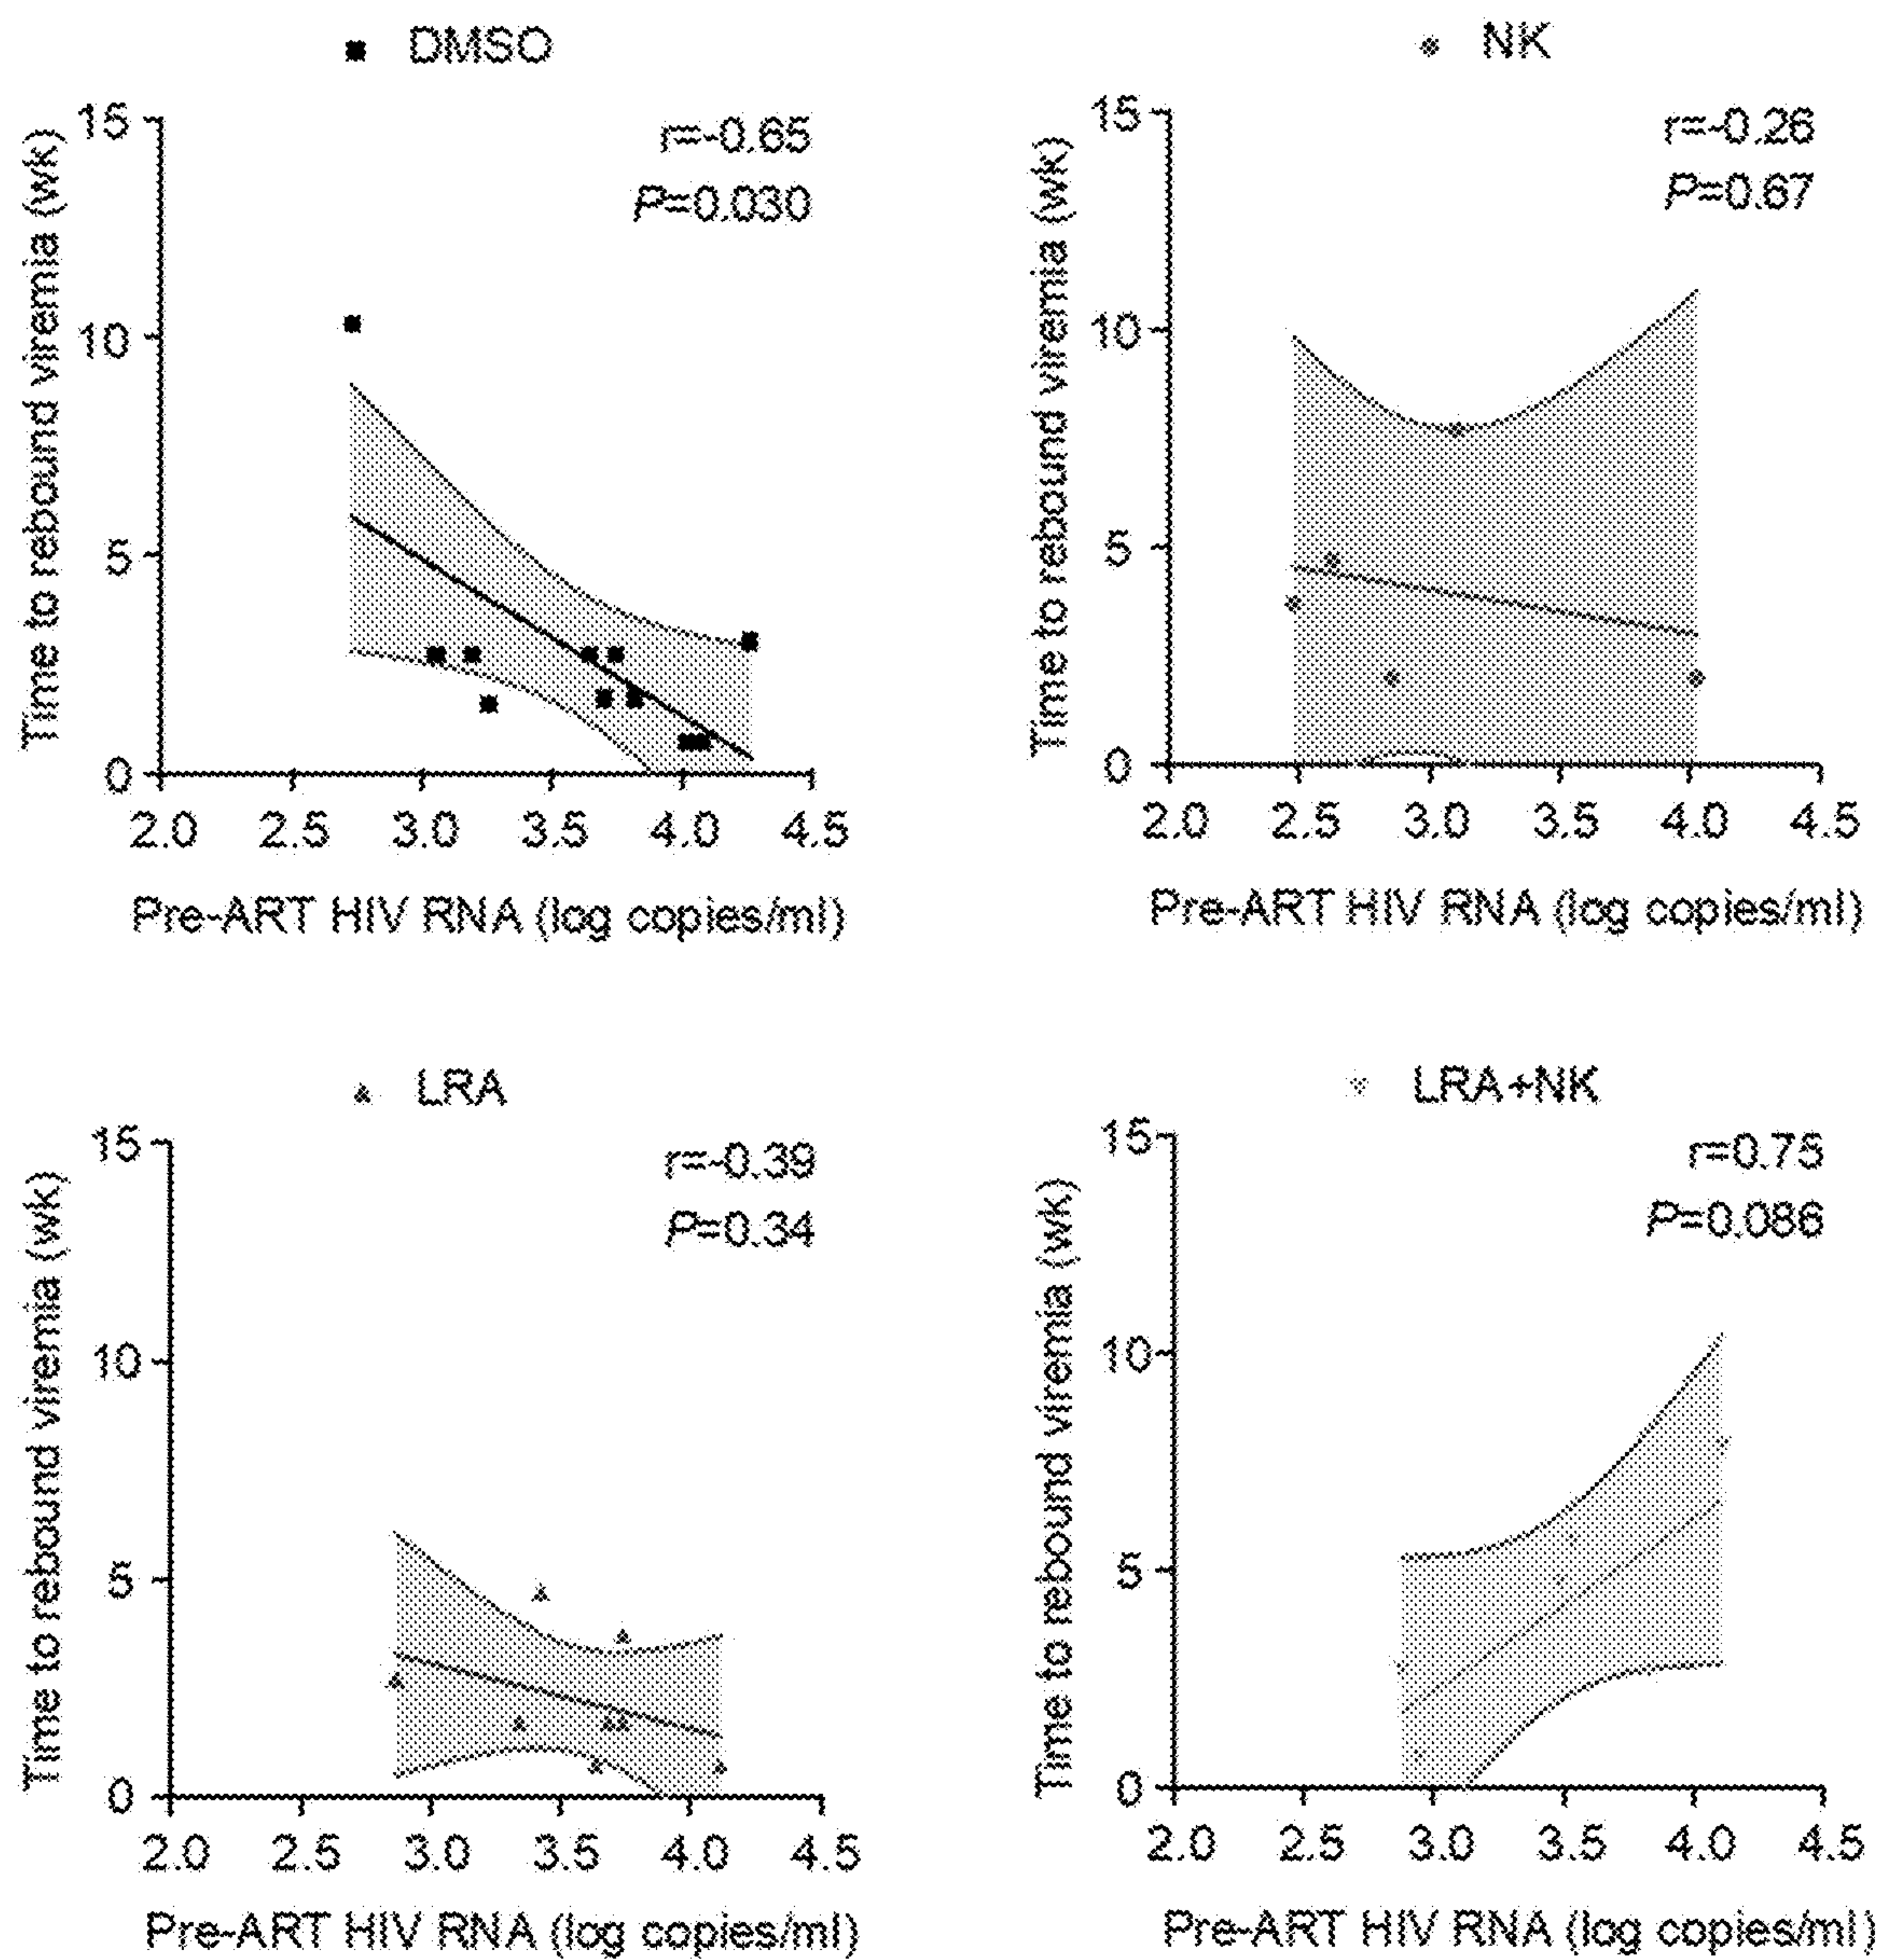 DMSO
r=-0.65
P=0.030
Time to rebound viremia (wk)
15
10
5
0
2.0 2.5 3.0 3.5 4.0 4.5
Pre-ART HIV RNA (log copies/ml)
NK
r=-0.26
P=0.67
Time to rebound viremia (wk)
15
10
5
0
2.0 2.5 3.0 3.5 4.0 4.5
Pre-ART HIV RNA (log copies/ml)
LRA
r=-0.39
P=0.34
Time to rebound viremia (wk)
15
10
5
0
2.0 2.5 3.0 3.5 4.0 4.5
Pre-ART HIV RNA (log copies/ml)
LRA+NK
r=0.75
P=0.086
Time to rebound viremia (wk)
15
10
5
0
2.0 2.5 3.0 3.5 4.0 4.5
Pre-ART HIV RNA (log copies/ml)